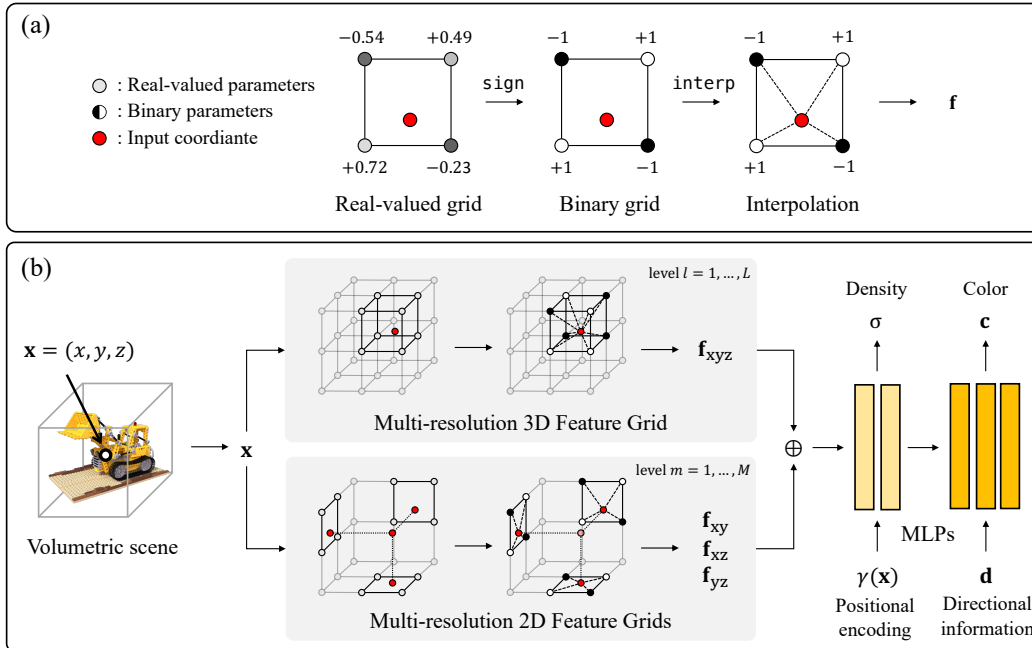 (a)
−0.54 +0.49 −1 +1 −1 +1
: Real-valued parameters
: Binary parameters
: Input coordiante
sign
interp
f
+0.72 −0.23 +1 −1 +1 −1
Real-valued grid
Binary grid
Interpolation
(b)
x = (x, y, z)
Volumetric scene
x
level l = 1, … , L
f_xyz
Multi-resolution 3D Feature Grid
level m = 1, … , M
f_xy
f_xz
f_yz
Multi-resolution 2D Feature Grids
⊕
Density
σ
Color
c
MLPs
γ(x)
Positional
encoding
d
Directional
information